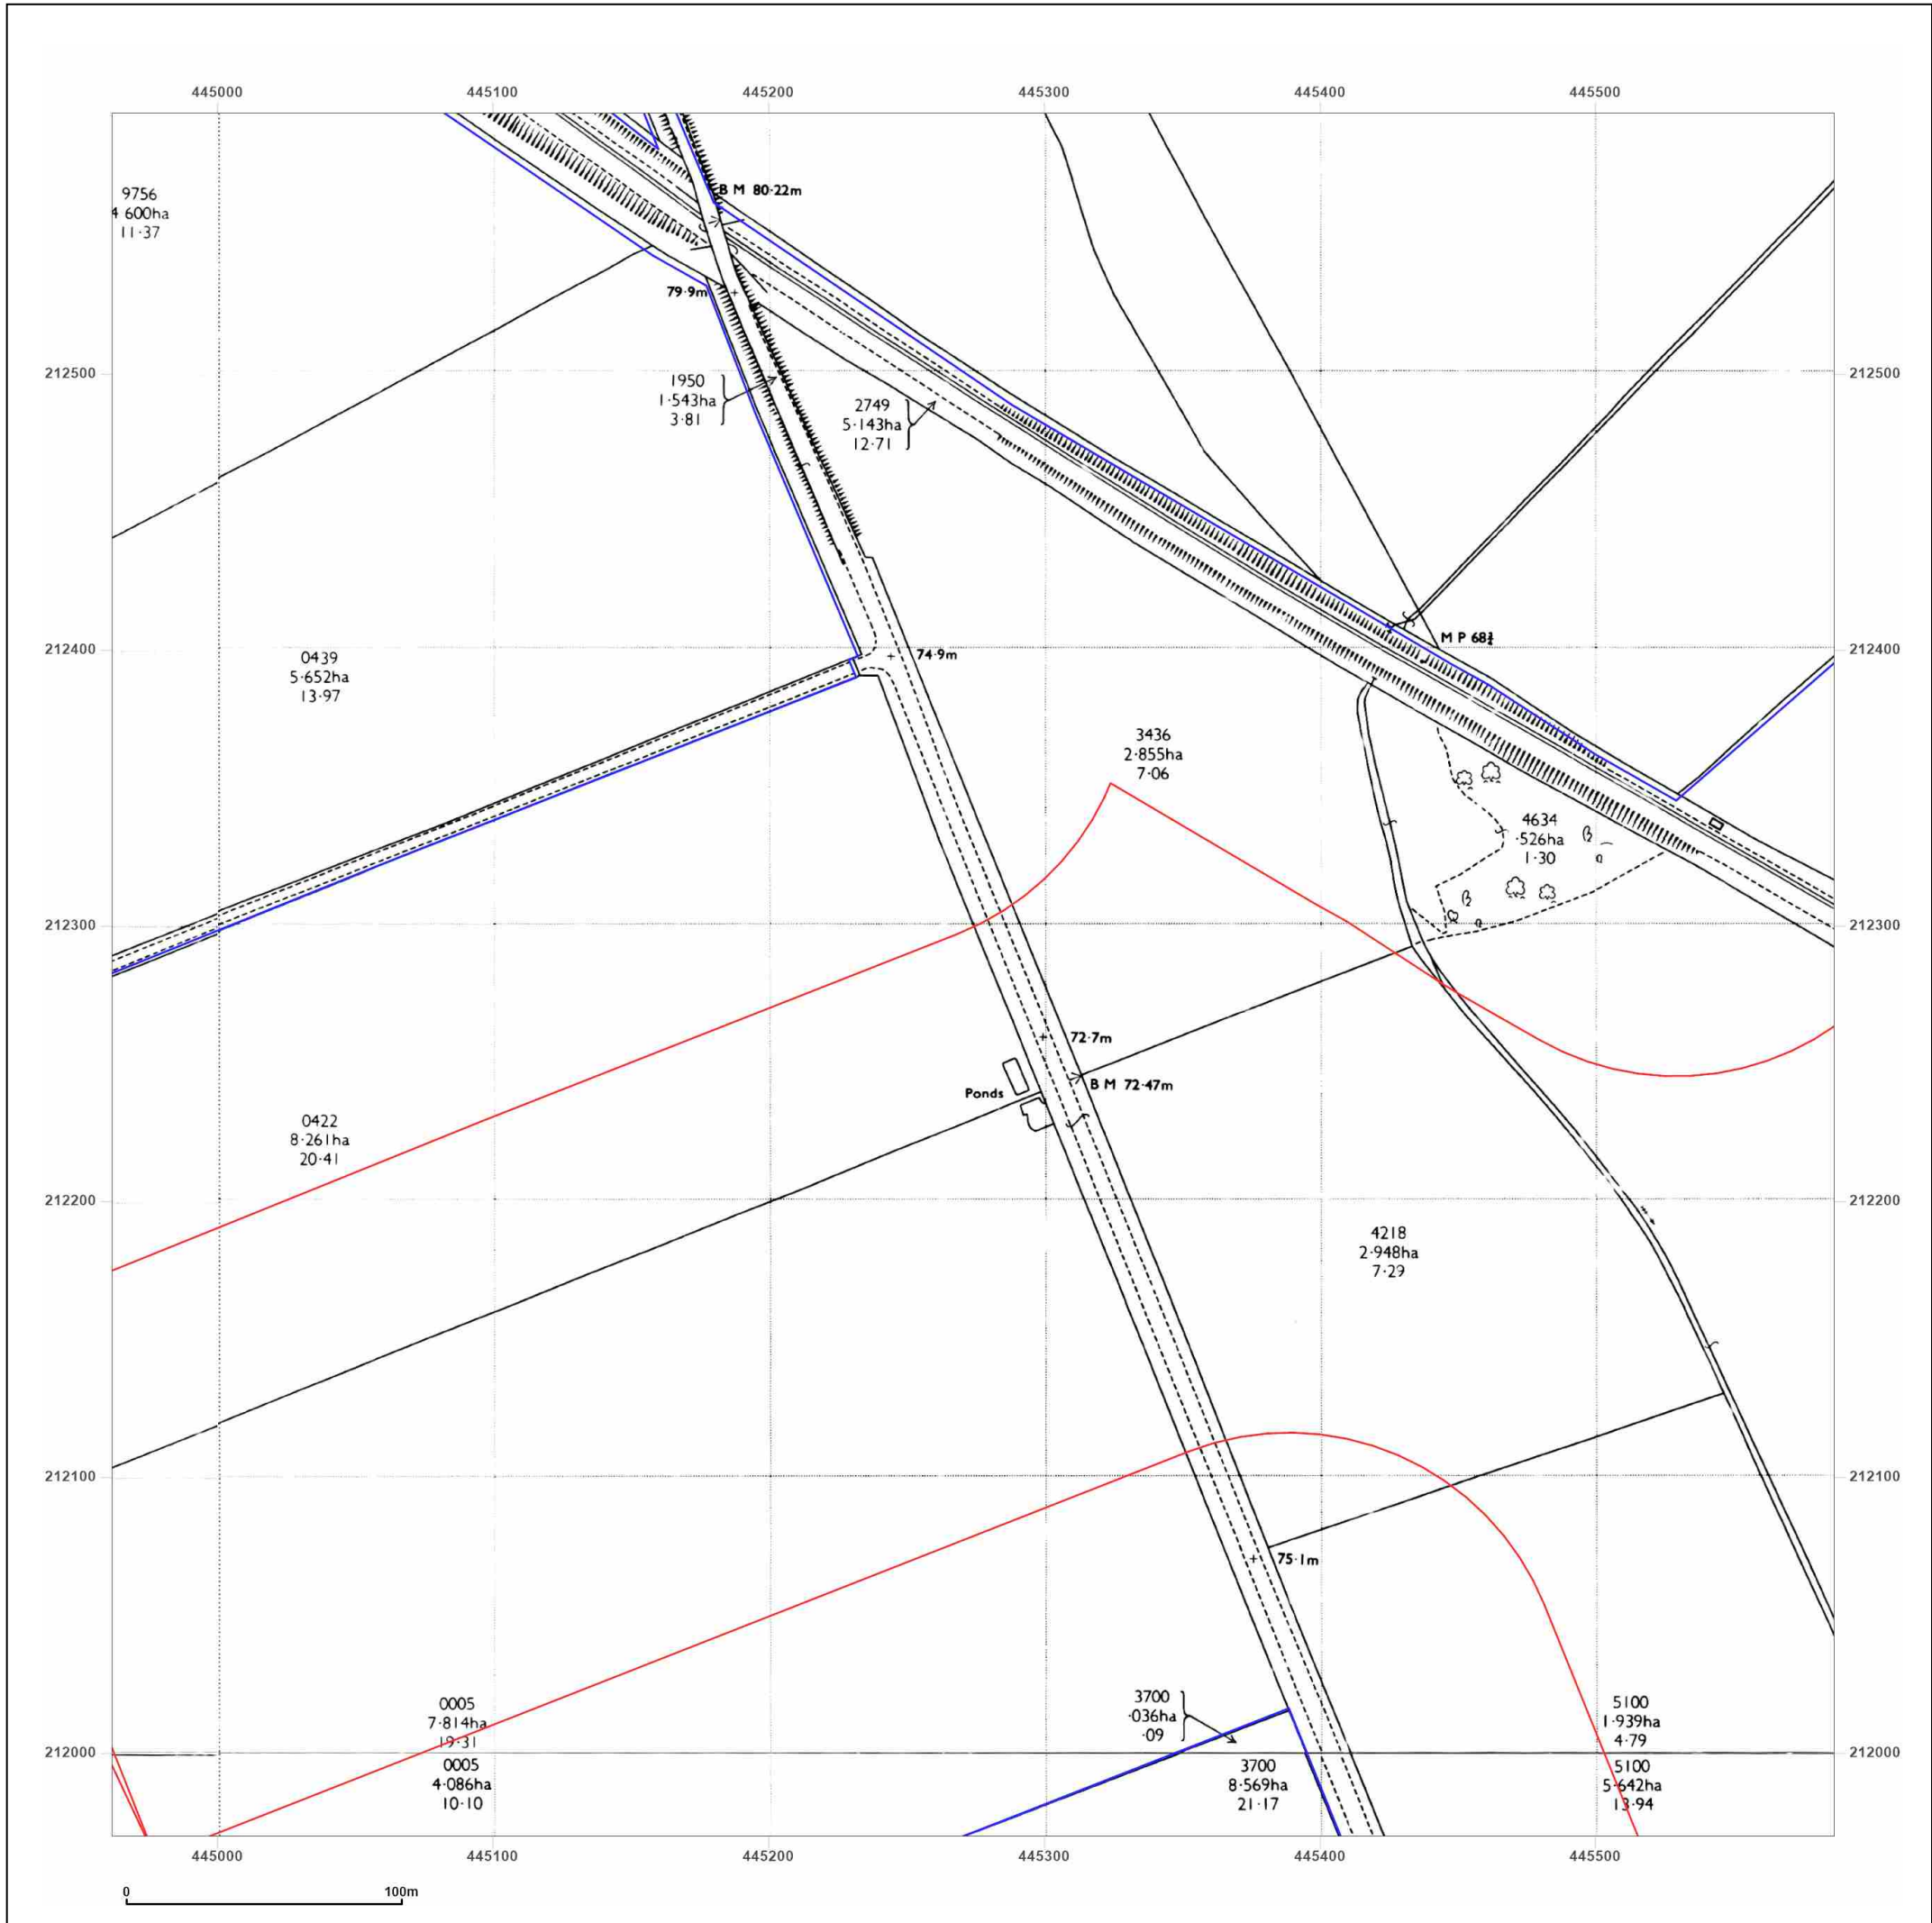 445000 445100 445200 445300 445400 445500
B M 80·22m
9756
4 600ha
11·37
79·9m
212500 212500
1950
1·543ha
3·81
2749
5·143ha
12·71
M P 68¾
212400 212400
74·9m
0439
5·652ha
13·97
3436
2·855ha
7·06
4634
·526ha
1·30
212300 212300
72·7m
B M 72·47m
Ponds
0422
8·261ha
20·41
212200 212200
4218
2·948ha
7·29
212100 212100
75·1m
0005
7·814ha
19·31
3700
·036ha
·09
5100
1·939ha
4·79
212000 212000
0005
4·086ha
10·10
3700
8·569ha
21·17
5100
5·642ha
13·94
445000 445100 445200 445300 445400 445500
0 100m